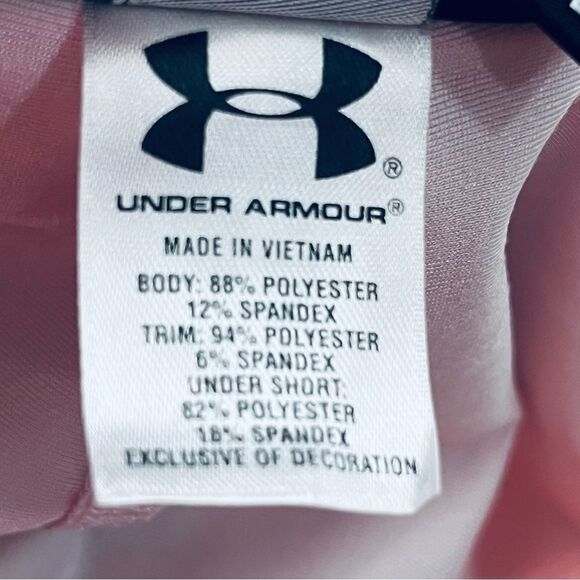 ®
UNDER ARMOUR®
MADE IN VIETNAM
BODY: 88% POLYESTER
12% SPANDEX
TRIM: 94% POLYESTER
6% SPANDEX
UNDER SHORT:
82% POLYESTER
18% SPANDEX
EXCLUSIVE OF DECORATION